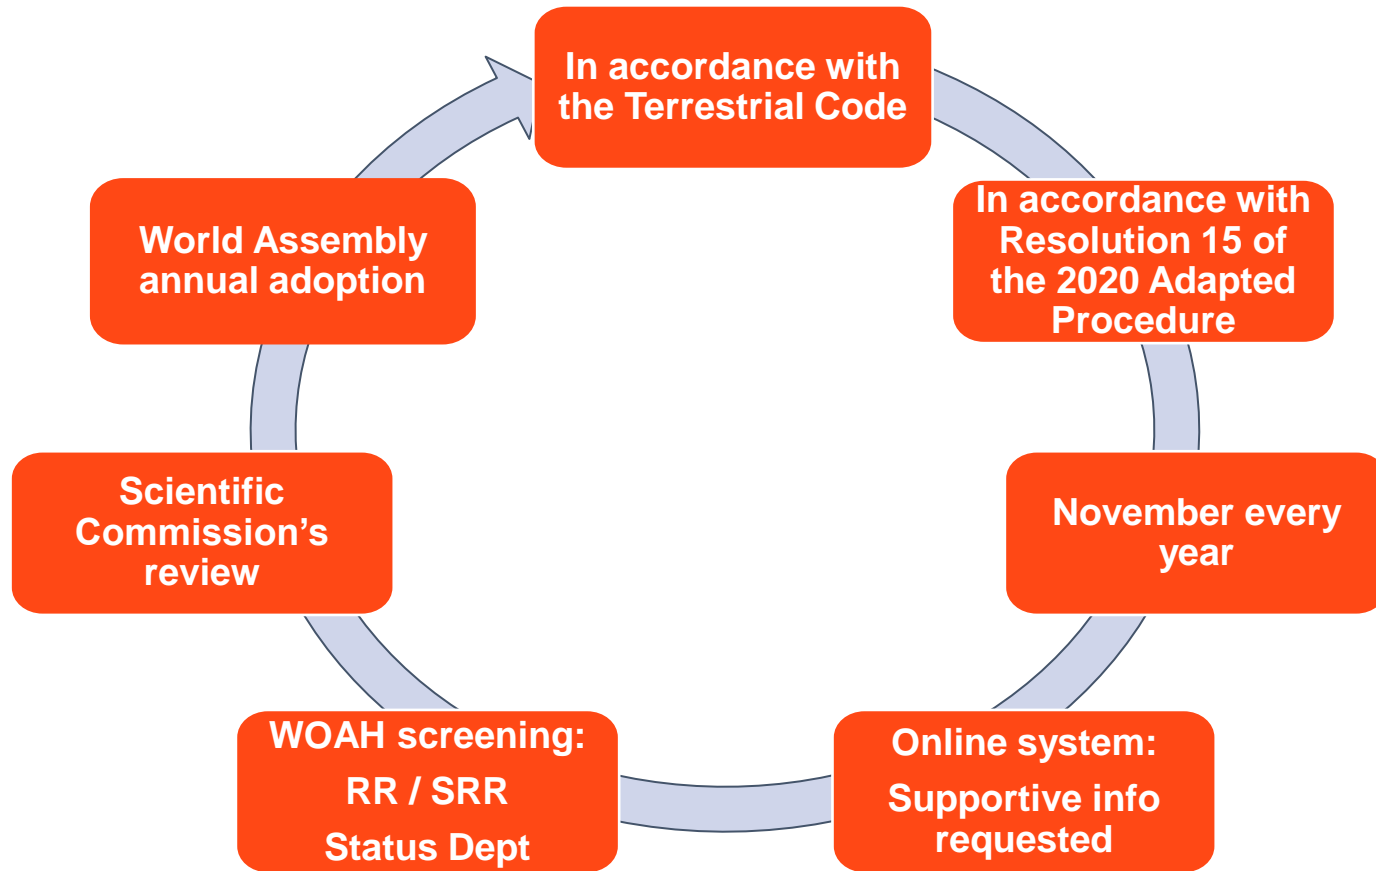 In accordance with
the Terrestrial Code
In accordance with
Resolution 15 of
the 2020 Adapted
Procedure
November every
year
Online system:
Supportive info
requested
WOAH screening:
RR / SRR
Status Dept
Scientific
Commission’s
review
World Assembly
annual adoption